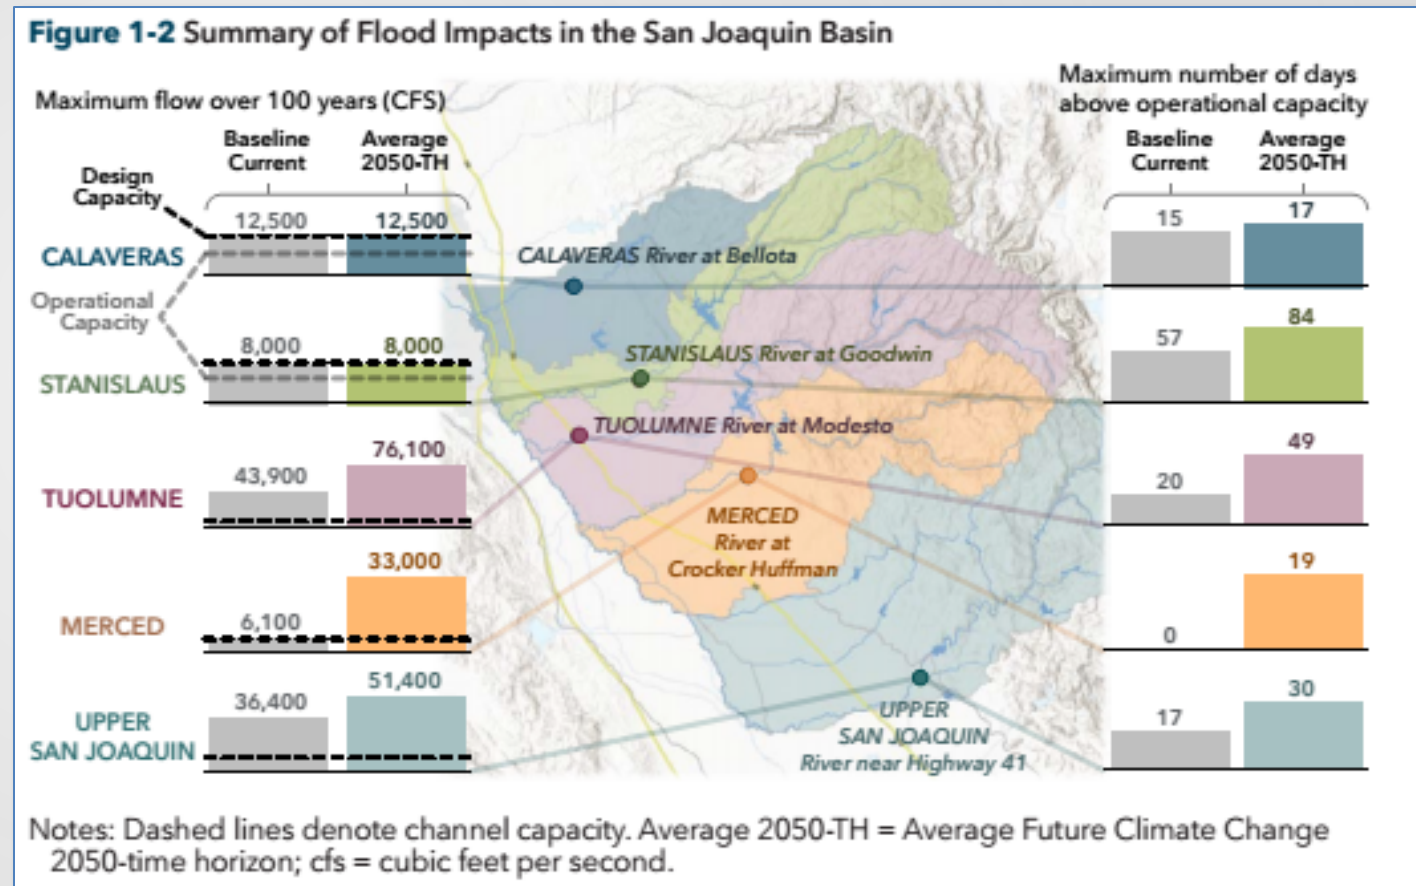 Figure 1-2 Summary of Flood Impacts in the San Joaquin Basin
Maximum flow over 100 years (CFS)
Baseline Current
Average 2050-TH
Design Capacity
12,500
12,500
CALAVERAS
Operational Capacity
8,000
8,000
STANISLAUS
43,900
76,100
TUOLUMNE
6,100
33,000
MERCED
36,400
51,400
UPPER
SAN JOAQUIN
CALAVERAS River at Bellota
STANISLAUS River at Goodwin
TUOLUMNE River at Modesto
MERCED
River at
Crocker Huffman
UPPER
SAN JOAQUIN
River near Highway 41
Maximum number of days
above operational capacity
Baseline Current
Average 2050-TH
15
17
57
84
20
49
0
19
17
30
Notes: Dashed lines denote channel capacity. Average 2050-TH = Average Future Climate Change
2050-time horizon; cfs = cubic feet per second.